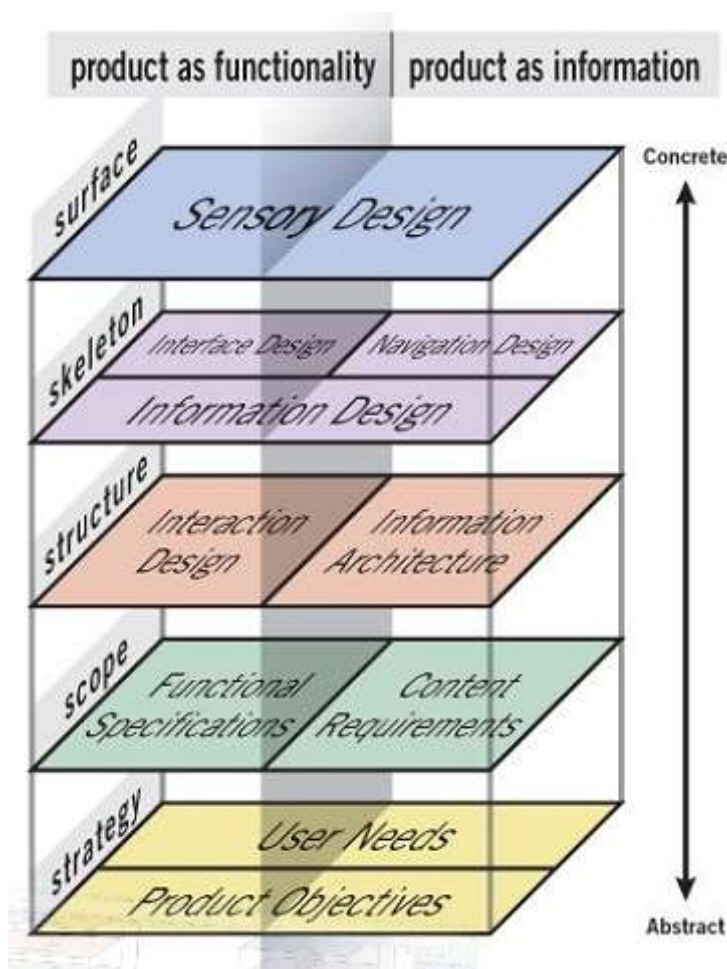 product as functionality product as information
Concrete
surface
Sensory Design
skeleton
Interface Design Navigation Design
Information Design
structure
Interaction Information
Design Architecture
scope
Functional Content
Specifications Requirements
strategy
User Needs
Product Objectives
Abstract